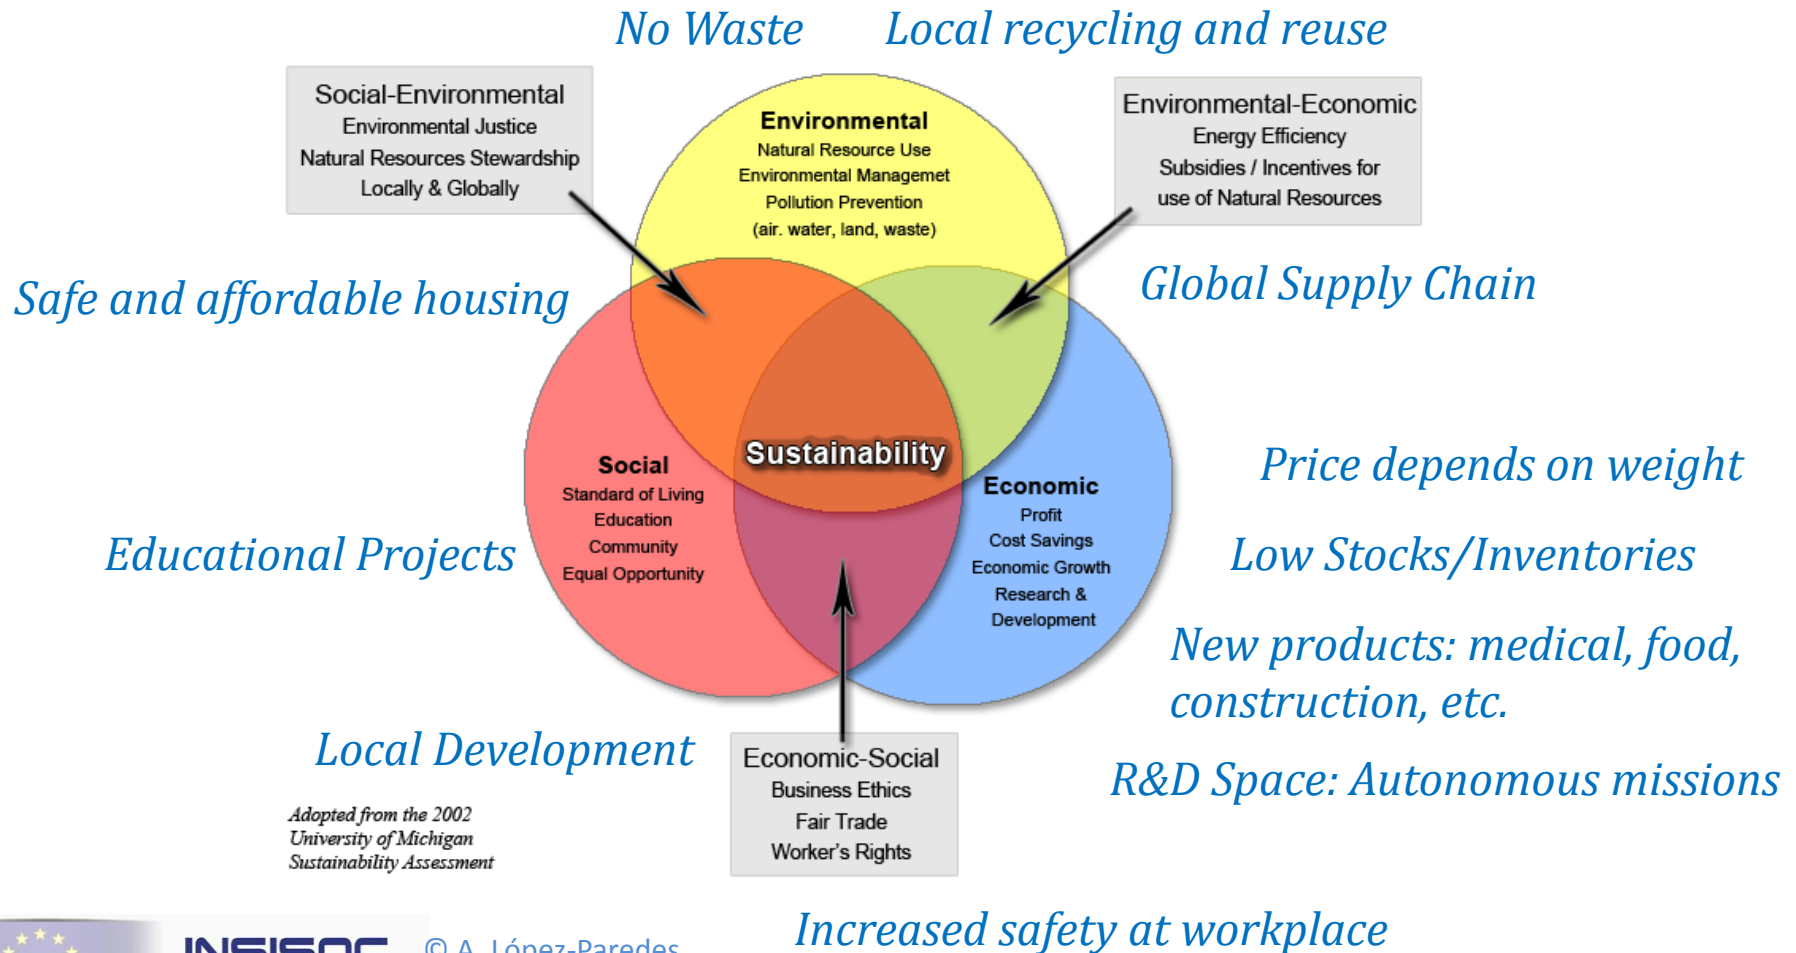 No Waste
Local recycling and reuse
Social-Environmental
Environmental Justice
Natural Resources Stewardship
Locally & Globally
Environmental
Natural Resource Use
Environmental Managemet
Pollution Prevention
(air. water, land, waste)
Environmental-Economic
Energy Efficiency
Subsidies / Incentives for
use of Natural Resources
Safe and affordable housing
Global Supply Chain
Sustainability
Social
Standard of Living
Education
Community
Equal Opportunity
Economic
Profit
Cost Savings
Economic Growth
Research &
Development
Price depends on weight
Educational Projects
Low Stocks/Inventories
New products: medical, food,
construction, etc.
Local Development
Economic-Social
Business Ethics
Fair Trade
Worker's Rights
R&D Space: Autonomous missions
Adopted from the 2002
University of Michigan
Sustainability Assessment
Increased safety at workplace
INSISOC
© A. López-Paredes